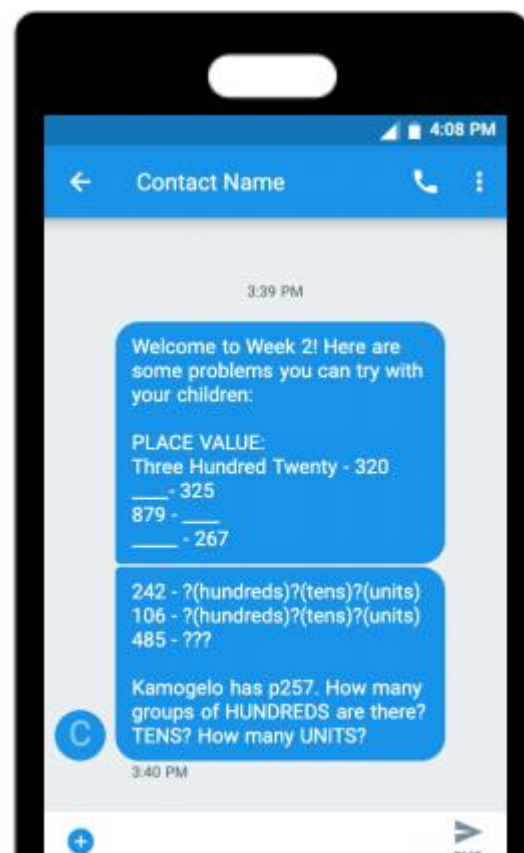 4:08 PM
Contact Name
3:39 PM
Welcome to Week 2! Here are
some problems you can try with
your children:
PLACE VALUE:
Three Hundred Twenty - 320
____- 325
879 - ____
_____ - 267
242 - ?(hundreds)?(tens)?(units)
106 - ?(hundreds)?(tens)?(units)
485 - ???
Kamogelo has p257. How many
groups of HUNDREDS are there?
TENS? How many UNITS?
C
3:40 PM